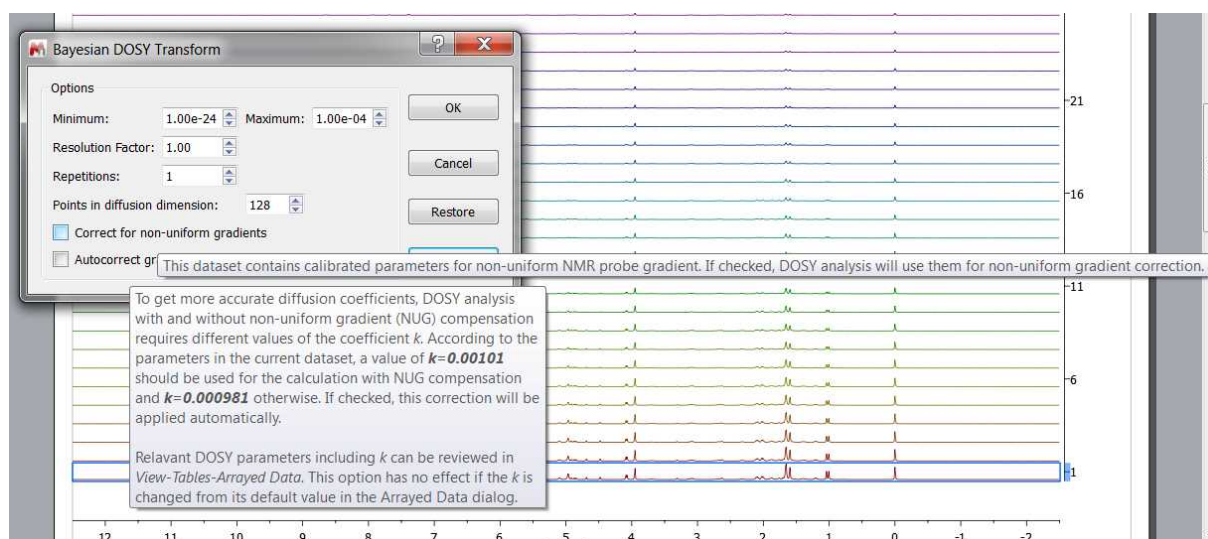 Bayesian DOSY Transform
Options
Minimum: 1.00e-24 Maximum: 1.00e-04
OK
Resolution Factor: 1.00
Cancel
Repetitions: 1
Points in diffusion dimension: 128
Restore
Correct for non-uniform gradients
Autocorrect gr
This dataset contains calibrated parameters for non-uniform NMR probe gradient. If checked, DOSY analysis will use them for non-uniform gradient correction.
To get more accurate diffusion coefficients, DOSY analysis
with and without non-uniform gradient (NUG) compensation
requires different values of the coefficient k. According to the
parameters in the current dataset, a value of k=0.00101
should be used for the calculation with NUG compensation
and k=0.000981 otherwise. If checked, this correction will be
applied automatically.
Relavant DOSY parameters including k can be reviewed in
View-Tables-Arrayed Data. This option has no effect if the k is
changed from its default value in the Arrayed Data dialog.
21
16
11
6
1
12 11 10 9 8 7 6 5 4 3 2 1 0 -1 -2